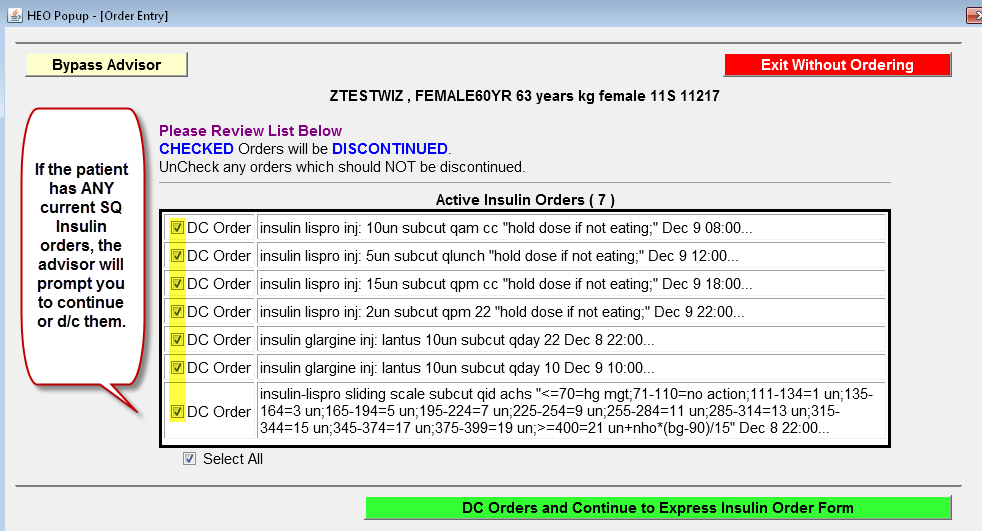 HEO Popup - [Order Entry]
Bypass Advisor
Exit Without Ordering
ZTESTWIZ , FEMALE60YR 63 years kg female 11S 11217
If the patient
has ANY
current SQ
Insulin
orders, the
advisor will
prompt you
to continue
or d/c them.
Please Review List Below
CHECKED Orders will be DISCONTINUED.
UnCheck any orders which should NOT be discontinued.
Active Insulin Orders ( 7 )
DC Order insulin lispro inj: 10un subcut qam cc "hold dose if not eating;" Dec 9 08:00...
DC Order insulin lispro inj: 5un subcut qlunch "hold dose if not eating;" Dec 9 12:00...
DC Order insulin lispro inj: 15un subcut qpm cc "hold dose if not eating;" Dec 9 18:00...
DC Order insulin lispro inj: 2un subcut qpm 22 "hold dose if not eating;" Dec 9 22:00...
DC Order insulin glargine inj: lantus 10un subcut qday 22 Dec 8 22:00...
DC Order insulin glargine inj: lantus 10un subcut qday 10 Dec 9 10:00...
DC Order insulin-lispro sliding scale subcut qid achs "<=70=hg mgt;71-110=no action;111-134=1 un;135-
164=3 un;165-194=5 un;195-224=7 un;225-254=9 un;255-284=11 un;285-314=13 un;315-
344=15 un;345-374=17 un;375-399=19 un;>=400=21 un+nho*(bg-90)/15" Dec 8 22:00...
Select All
DC Orders and Continue to Express Insulin Order Form